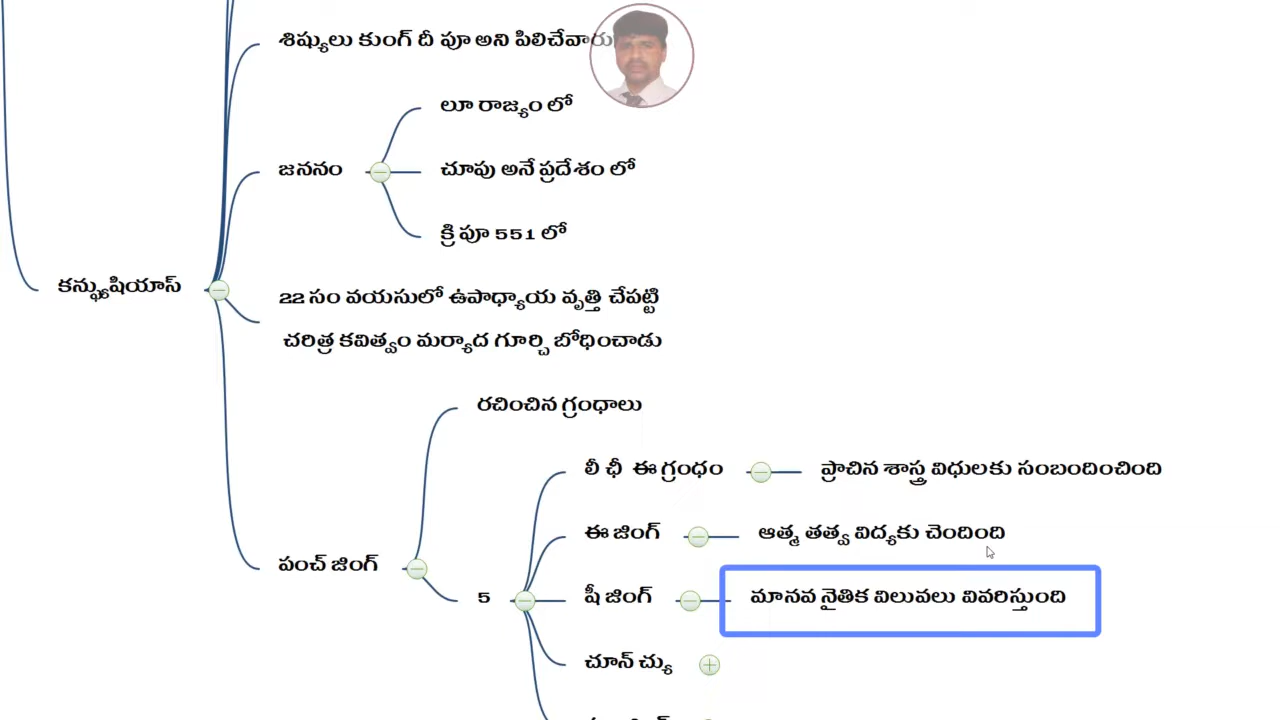 శిష్యులు కుంగ్ దీ పూ అని పిలిచేవారు
లూ రాజ్యం లో
జననం
చూపు అనే ప్రదేశం లో
క్రి పూ 551 లో
కన్ఫ్యుషియాస్
22 సం వయసులో ఉపాధ్యాయ వృత్తి చేపట్టి
చరిత్ర కవిత్వం మర్యాద గూర్చి బోధించాడు
రచించిన గ్రంధాలు
లీ ఛీ ఈ గ్రంధం
ప్రాచిన శాస్త్ర విధులకు సంబందించింది
ఈ జింగ్
ఆత్మ తత్వ విద్యకు చెందింది
పంచ్ జింగ్
5
షీ జింగ్
మానవ నైతిక విలువలు వివరిస్తుంది
చూన్ చ్యు